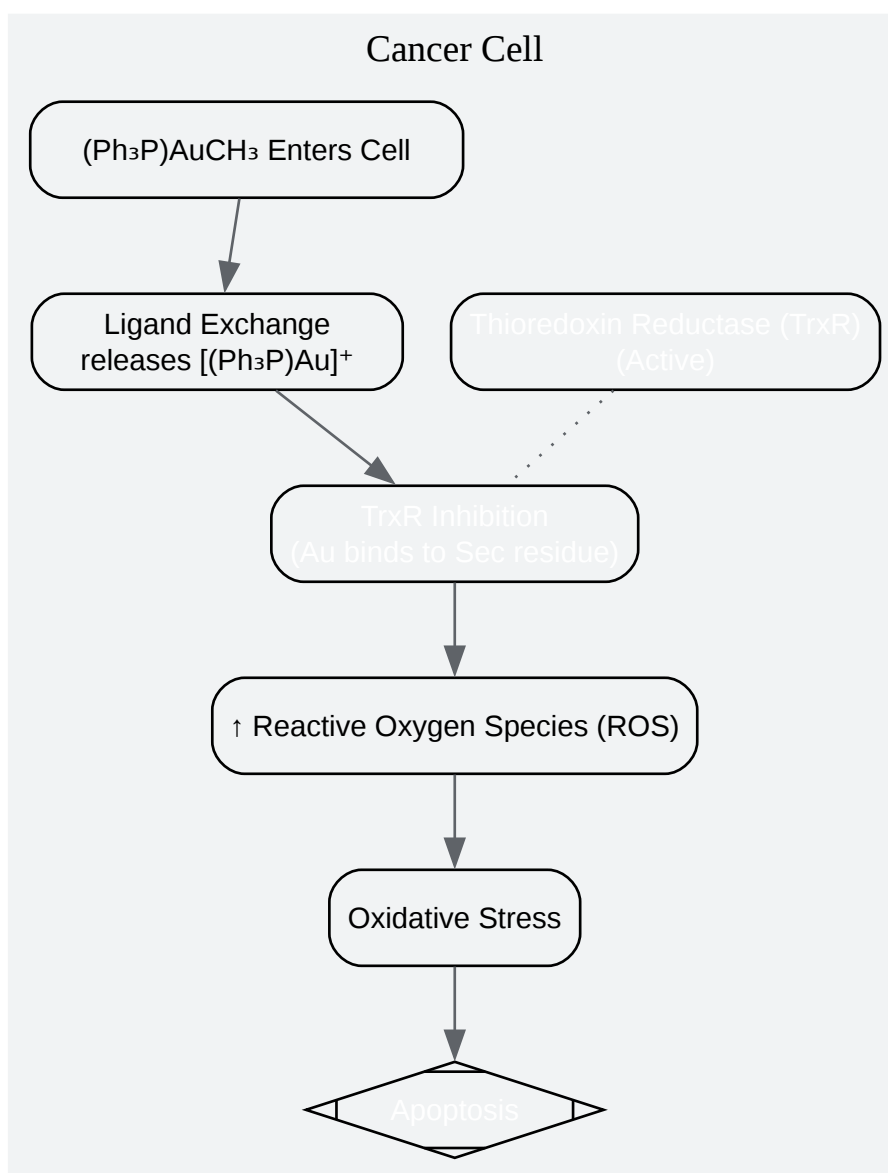 Cancer Cell
(Ph₃P)AuCH₃ Enters Cell
Ligand Exchange
releases [(Ph₃P)Au]⁺
Thioredoxin Reductase (TrxR)
(Active)
TrxR Inhibition
(Au binds to Sec residue)
↑ Reactive Oxygen Species (ROS)
Oxidative Stress
Apoptosis